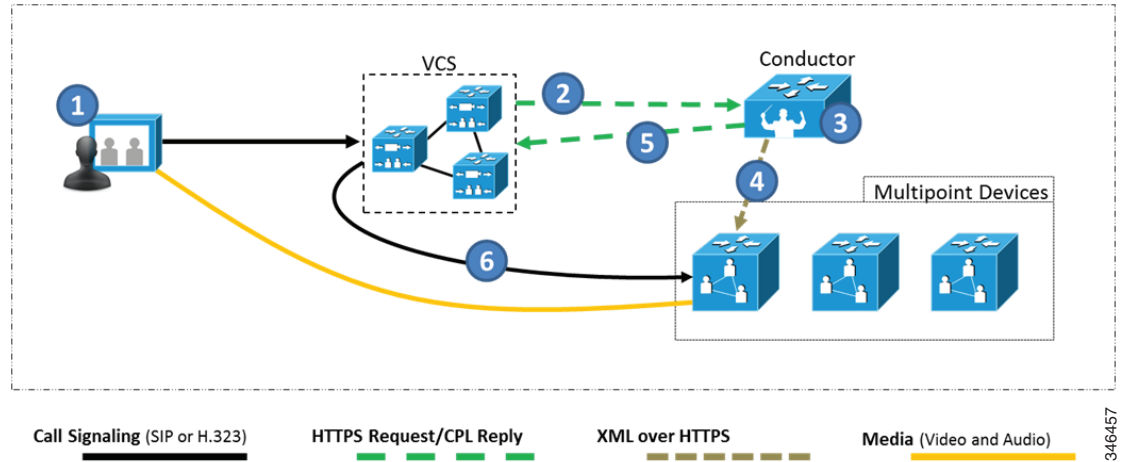 VCS
Conductor
1
2
3
5
4
Multipoint Devices
6
Call Signaling (SIP or H.323)
HTTPS Request/CPL Reply
XML over HTTPS
Media (Video and Audio)
346457